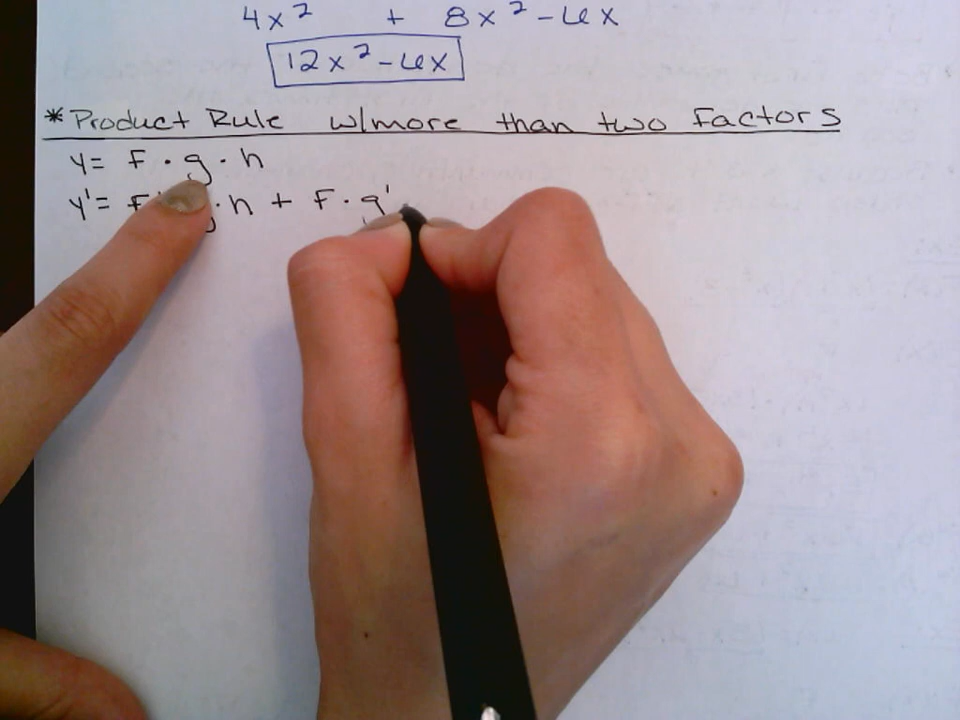 4x² + 8x² - 6x
12x² - 6x
*Product Rule w/more than two Factors
y = F · g · h
y' = F' · h + F · g' ·